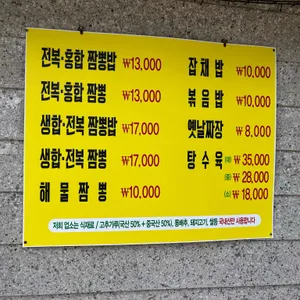 전복·홍합 짬뽕밥 ₩13,000
전복·홍합 짬뽕 ₩13,000
생합·전복 짬뽕밥 ₩17,000
생합·전복 짬뽕 ₩17,000
해물짬뽕 ₩10,000
잡채밥 ₩10,000
볶음밥 ₩10,000
옛날짜장 ₩8,000
탕수육 (대) ₩35,000
(중) ₩28,000
(소) ₩18,000
저희 업소는 식재료 / 고추가루(국산 50% + 중국산 50%), 통배추, 돼지고기, 쌀등 국내산만 사용합니다